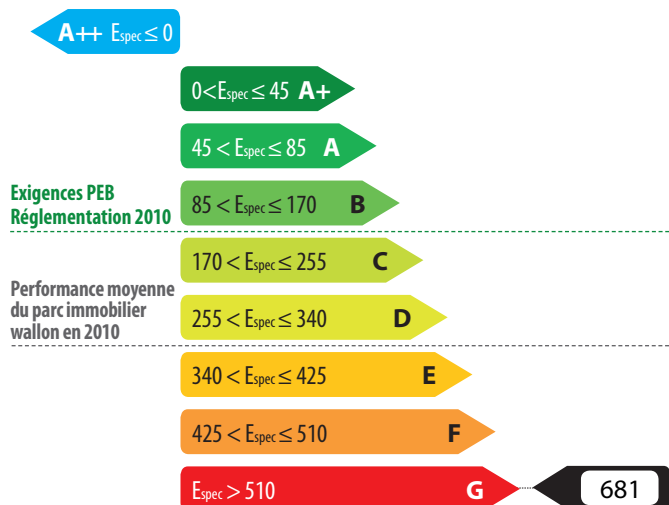 A++ Espec ≤ 0
0<Espec ≤ 45 A+
45 < Espec ≤ 85 A
Exigences PEB
Réglementation 2010
85 < Espec ≤ 170 B
170 < Espec ≤ 255 C
Performance moyenne
du parc immobilier
wallon en 2010
255 < Espec ≤ 340 D
340 < Espec ≤ 425 E
425 < Espec ≤ 510 F
Espec > 510 G 681